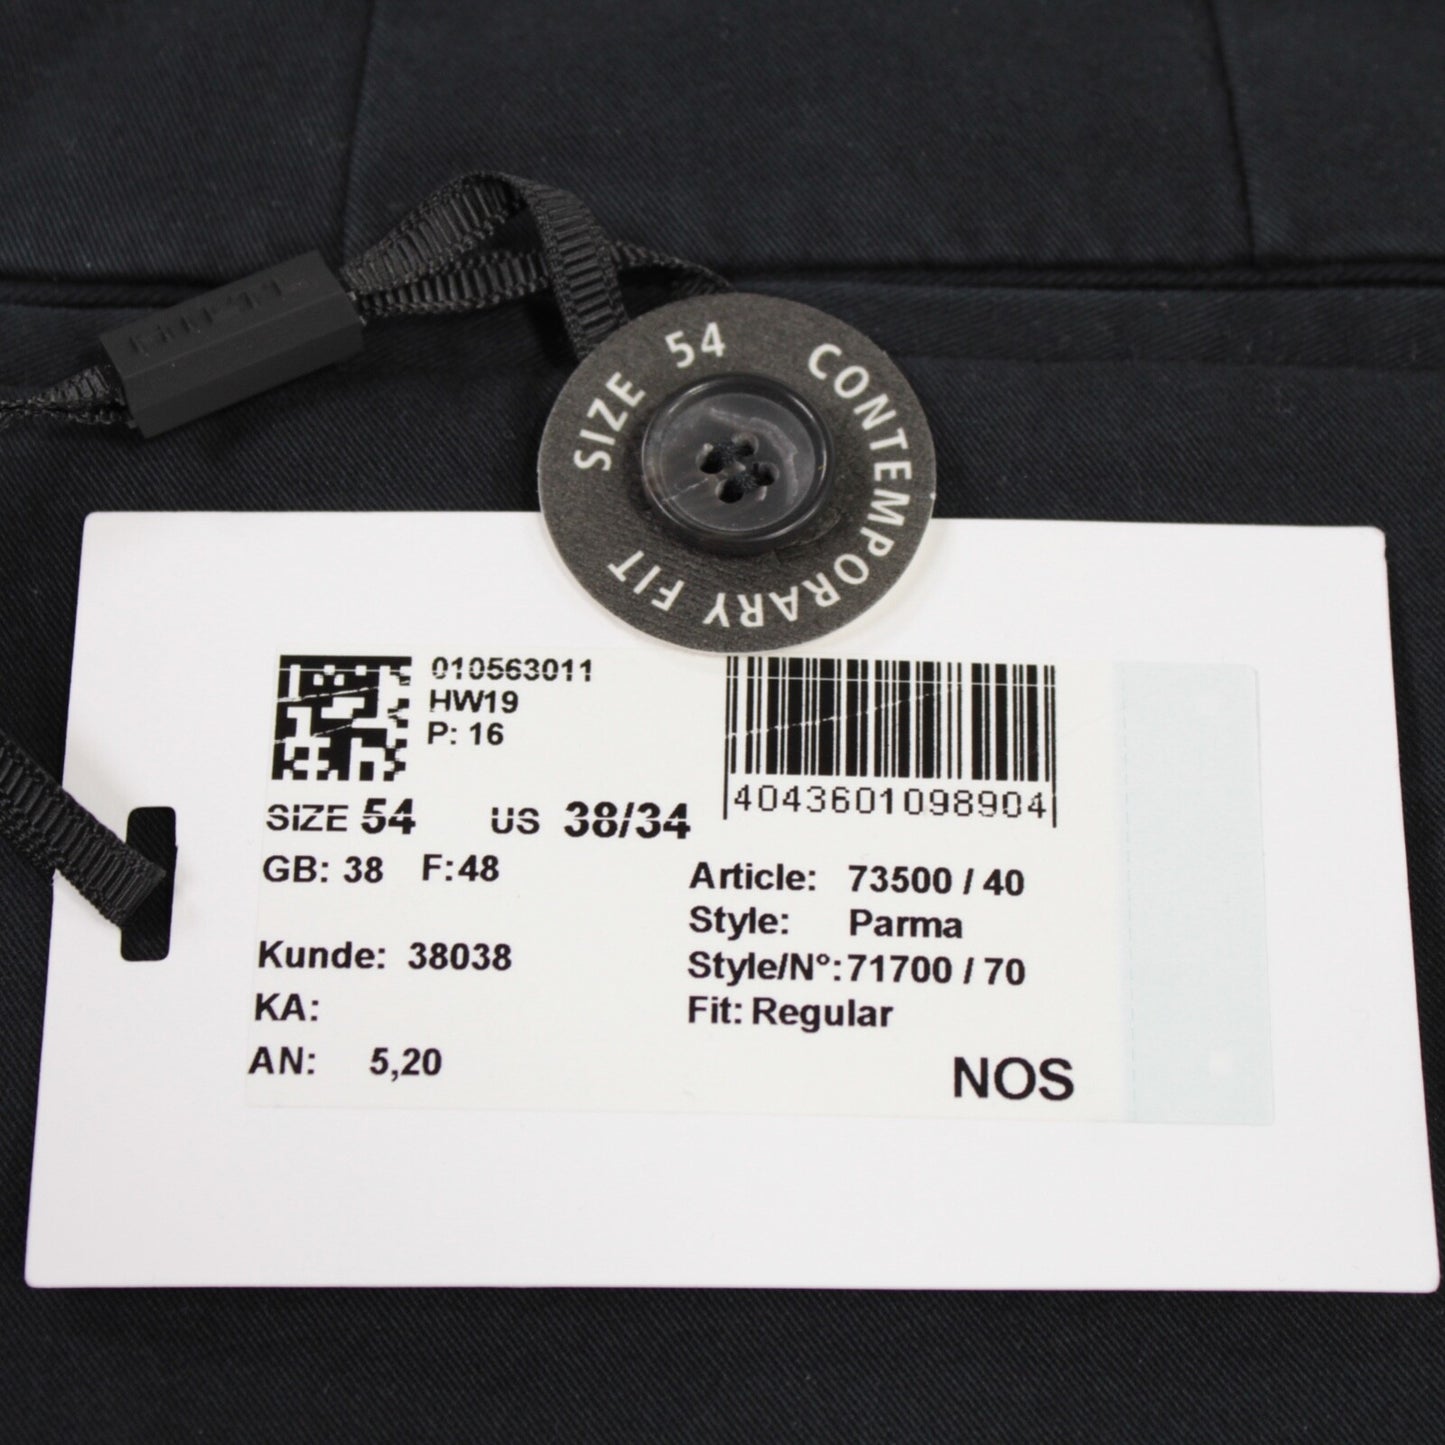 SIZE 54
CONTEMPORARY FIT
010563011
HW19
P: 16
4043601098904
SIZE 54 US 38/34
GB: 38 F:48
Kunde: 38038
KA:
AN: 5,20
Article: 73500 / 40
Style: Parma
Style/N°:71700 / 70
Fit: Regular
NOS